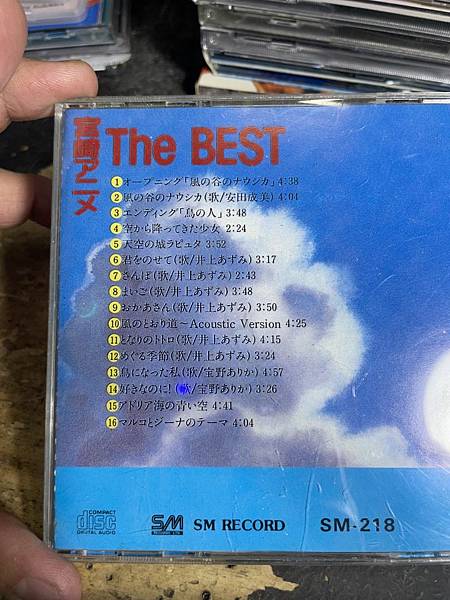 宮崎アニメ
The BEST
1 オープニング「風の谷のナウシカ」4:38
2 風の谷のナウシカ(歌/安田成美)4:04
3 エンディング「鳥の人」3:48
4 空から降ってきた少女 2:24
5 天空の城ラピュタ 3:52
6 君をのせて(歌/井上あずみ)3:17
7 さんぽ(歌/井上あずみ)2:43
8 まいご(歌/井上あずみ)3:48
9 おかあさん(歌/井上あずみ)3:50
10 風のとおり道~Acoustic Version 4:25
11 となりのトトロ(歌/井上あずみ)4:15
12 めぐる季節(歌/井上あずみ)3:24
13 鳥になった私(歌/宝野ありか)4:57
14 好きなのに!(歌/宝野ありか)3:26
15 アドリア海の青い空 4:41
16 マルコとジーナのテーマ 4:04
COMPACT
disc
DIGITAL AUDIO
SM
SM RECORD
SM-218